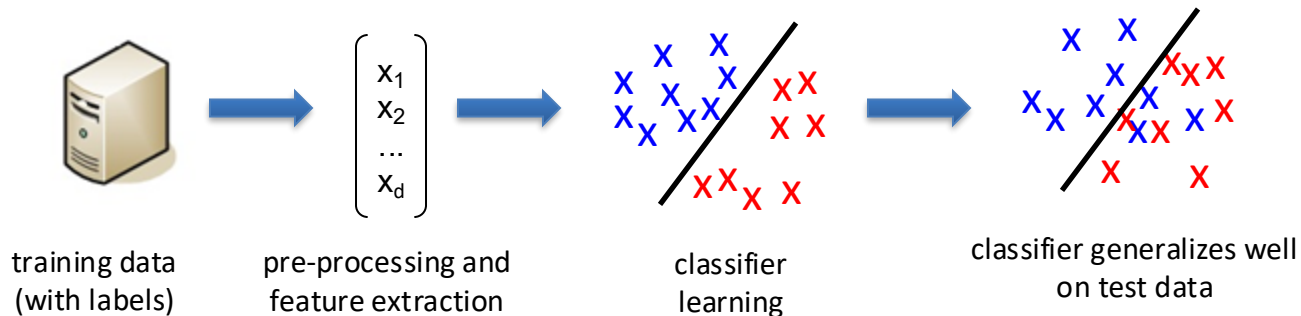 x₁
x₂
...
x_d
training data
(with labels)
pre-processing and
feature extraction
classifier
learning
classifier generalizes well
on test data